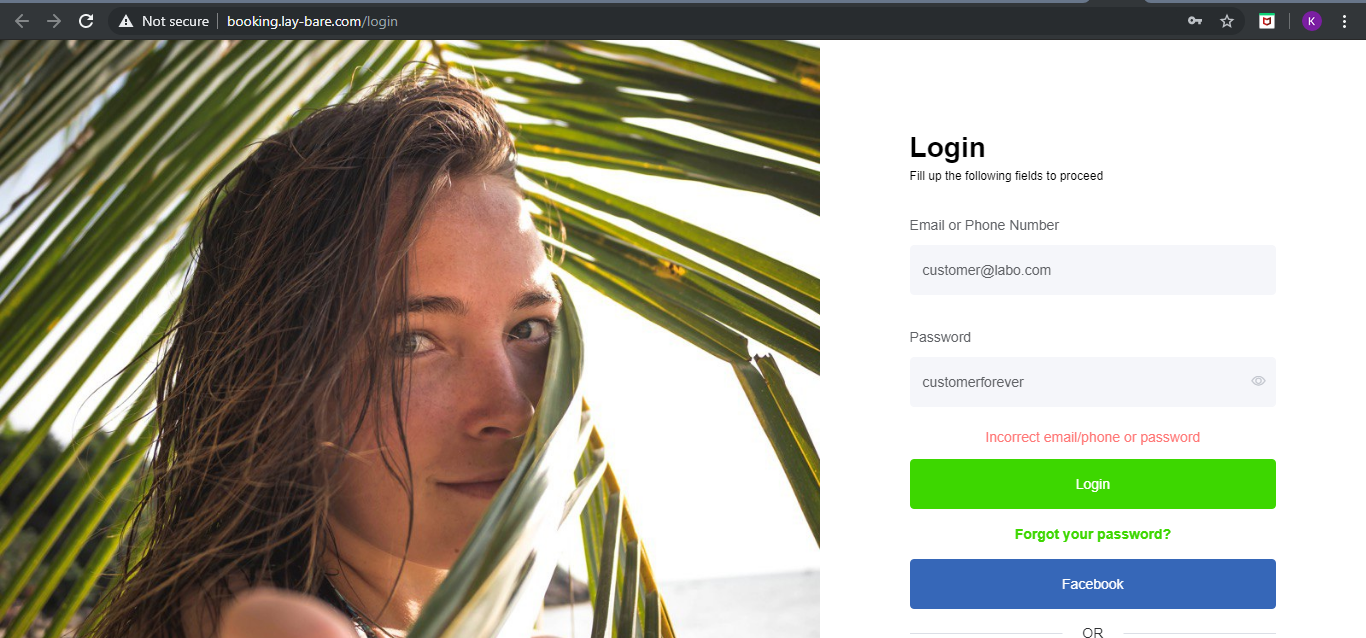 Not secure
booking.lay-bare.com/login
K
Login
Fill up the following fields to proceed
Email or Phone Number
customer@labo.com
Password
customerforever
Incorrect email/phone or password
Login
Forgot your password?
Facebook
OR